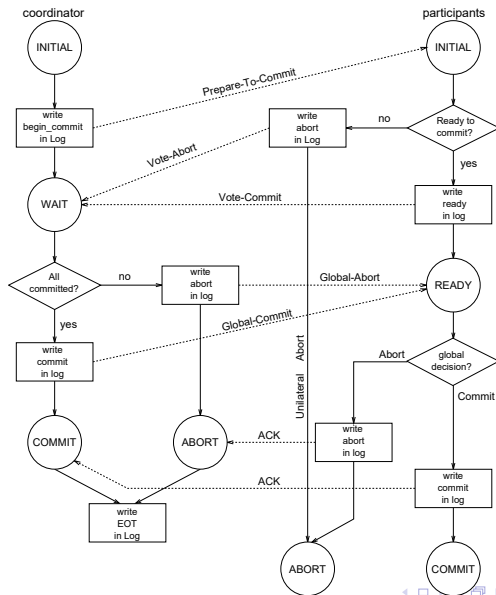 coordinator
participants
INITIAL
INITIAL
Prepare-To-Commit
write
begin_commit
in Log
write
abort
in Log
no
Ready to
commit?
Vote-Abort
yes
WAIT
Vote-Commit
write
ready
in log
All
committed?
no
write
abort
in log
Global-Abort
READY
yes
Global-Commit
write
commit
in log
Unilateral Abort
Abort
global
decision?
Commit
COMMIT
ABORT
ACK
write
abort
in log
ACK
write
commit
in log
write
EOT
in Log
ABORT
COMMIT